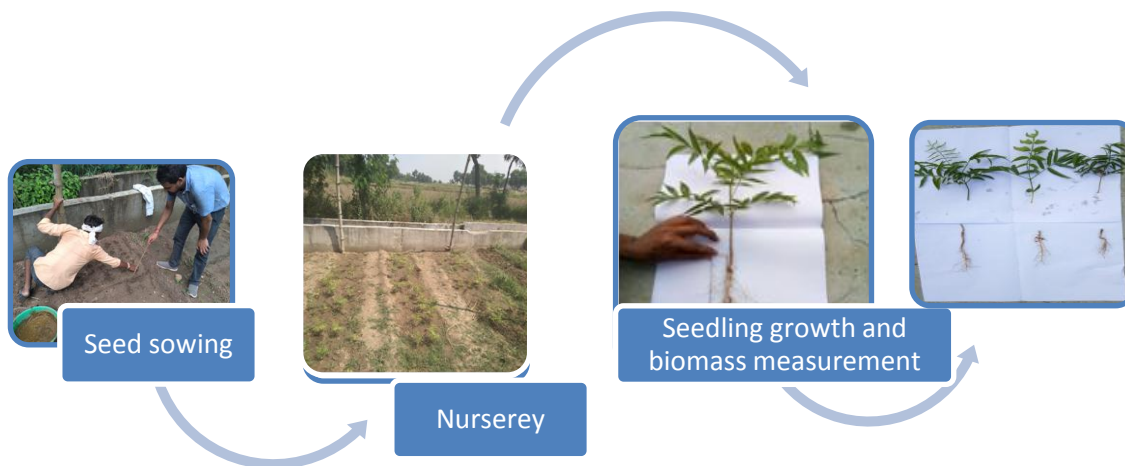 Seed sowing
Nurserey
Seedling growth and
biomass measurement